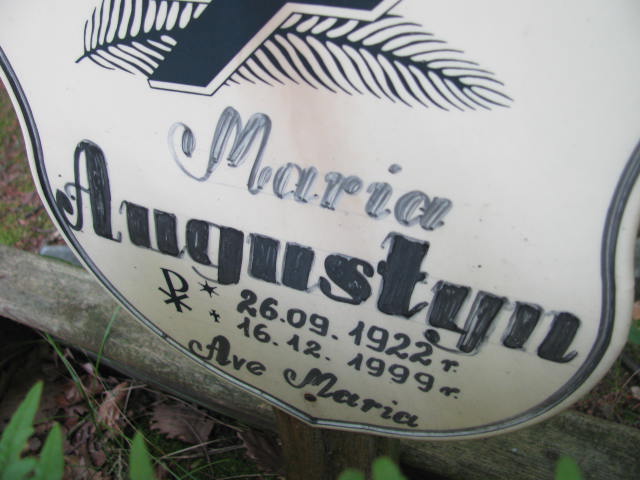 Maria
Augustyn
* 26.09.1922 r.
✝ 16.12.1999 r.
Ave Maria